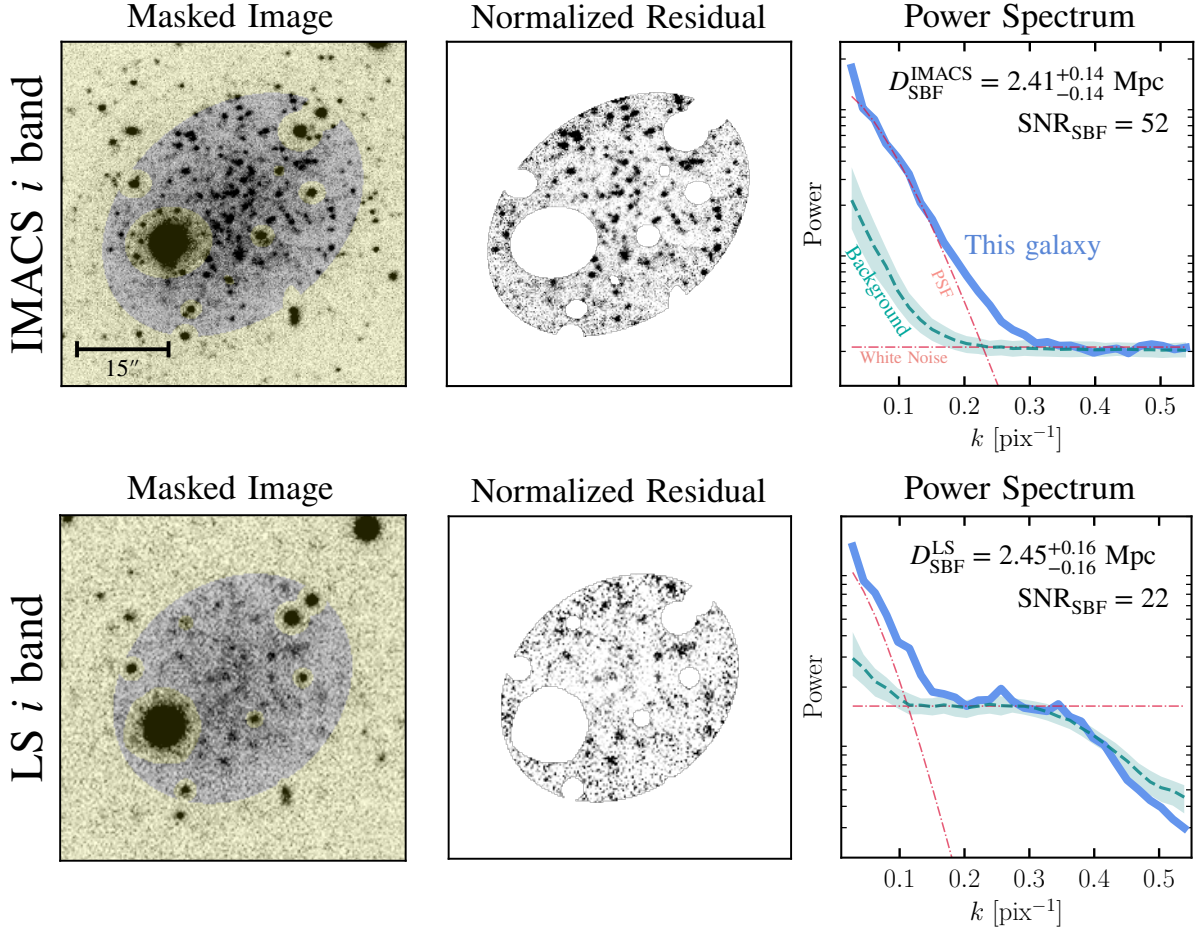 Masked Image
Normalized Residual
Power Spectrum
IMACS i band
15″
Power
D_SBF^IMACS = 2.41 +0.14 −0.14 Mpc
SNR_SBF = 52
This galaxy
Background
PSF
White Noise
0.1 0.2 0.3 0.4 0.5
k [pix⁻¹]
Masked Image
Normalized Residual
Power Spectrum
LS i band
Power
D_SBF^LS = 2.45 +0.16 −0.16 Mpc
SNR_SBF = 22
0.1 0.2 0.3 0.4 0.5
k [pix⁻¹]